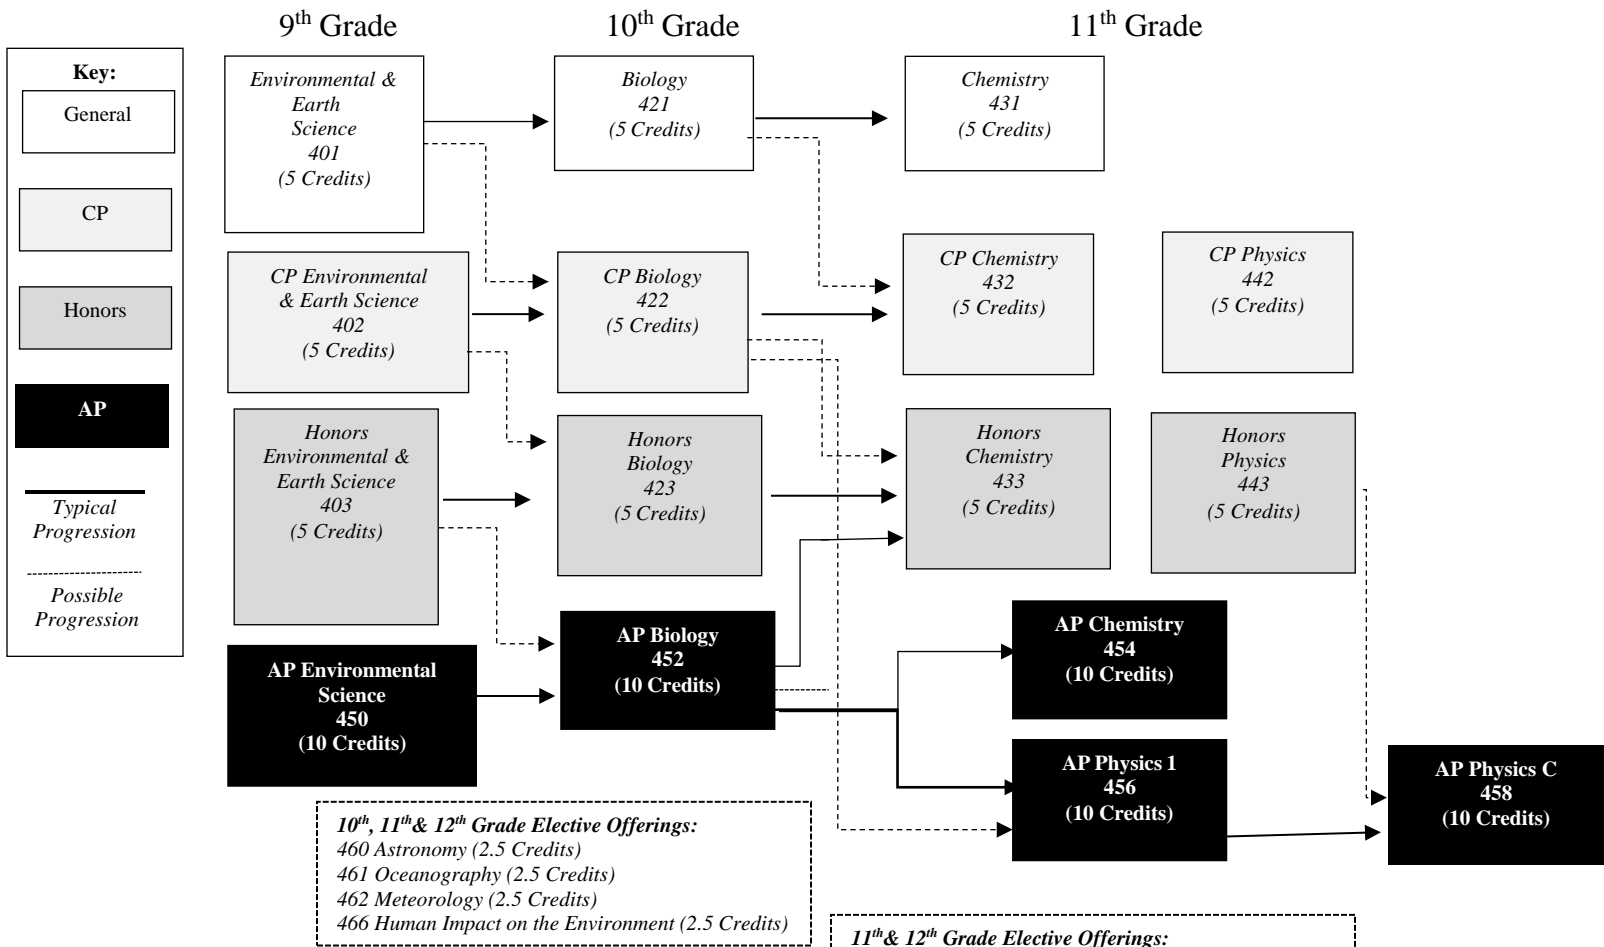 9th Grade
10th Grade
11th Grade
Key:
General
CP
Honors
AP
Typical
Progression
Possible
Progression
Environmental &
Earth
Science
401
(5 Credits)
Biology
421
(5 Credits)
Chemistry
431
(5 Credits)
CP Environmental
& Earth Science
402
(5 Credits)
CP Biology
422
(5 Credits)
CP Chemistry
432
(5 Credits)
CP Physics
442
(5 Credits)
Honors
Environmental &
Earth Science
403
(5 Credits)
Honors
Biology
423
(5 Credits)
Honors
Chemistry
433
(5 Credits)
Honors
Physics
443
(5 Credits)
AP Environmental
Science
450
(10 Credits)
AP Biology
452
(10 Credits)
AP Chemistry
454
(10 Credits)
AP Physics 1
456
(10 Credits)
AP Physics C
458
(10 Credits)
10th, 11th& 12th Grade Elective Offerings:
460 Astronomy (2.5 Credits)
461 Oceanography (2.5 Credits)
462 Meteorology (2.5 Credits)
466 Human Impact on the Environment (2.5 Credits)
11th& 12th Grade Elective Offerings: